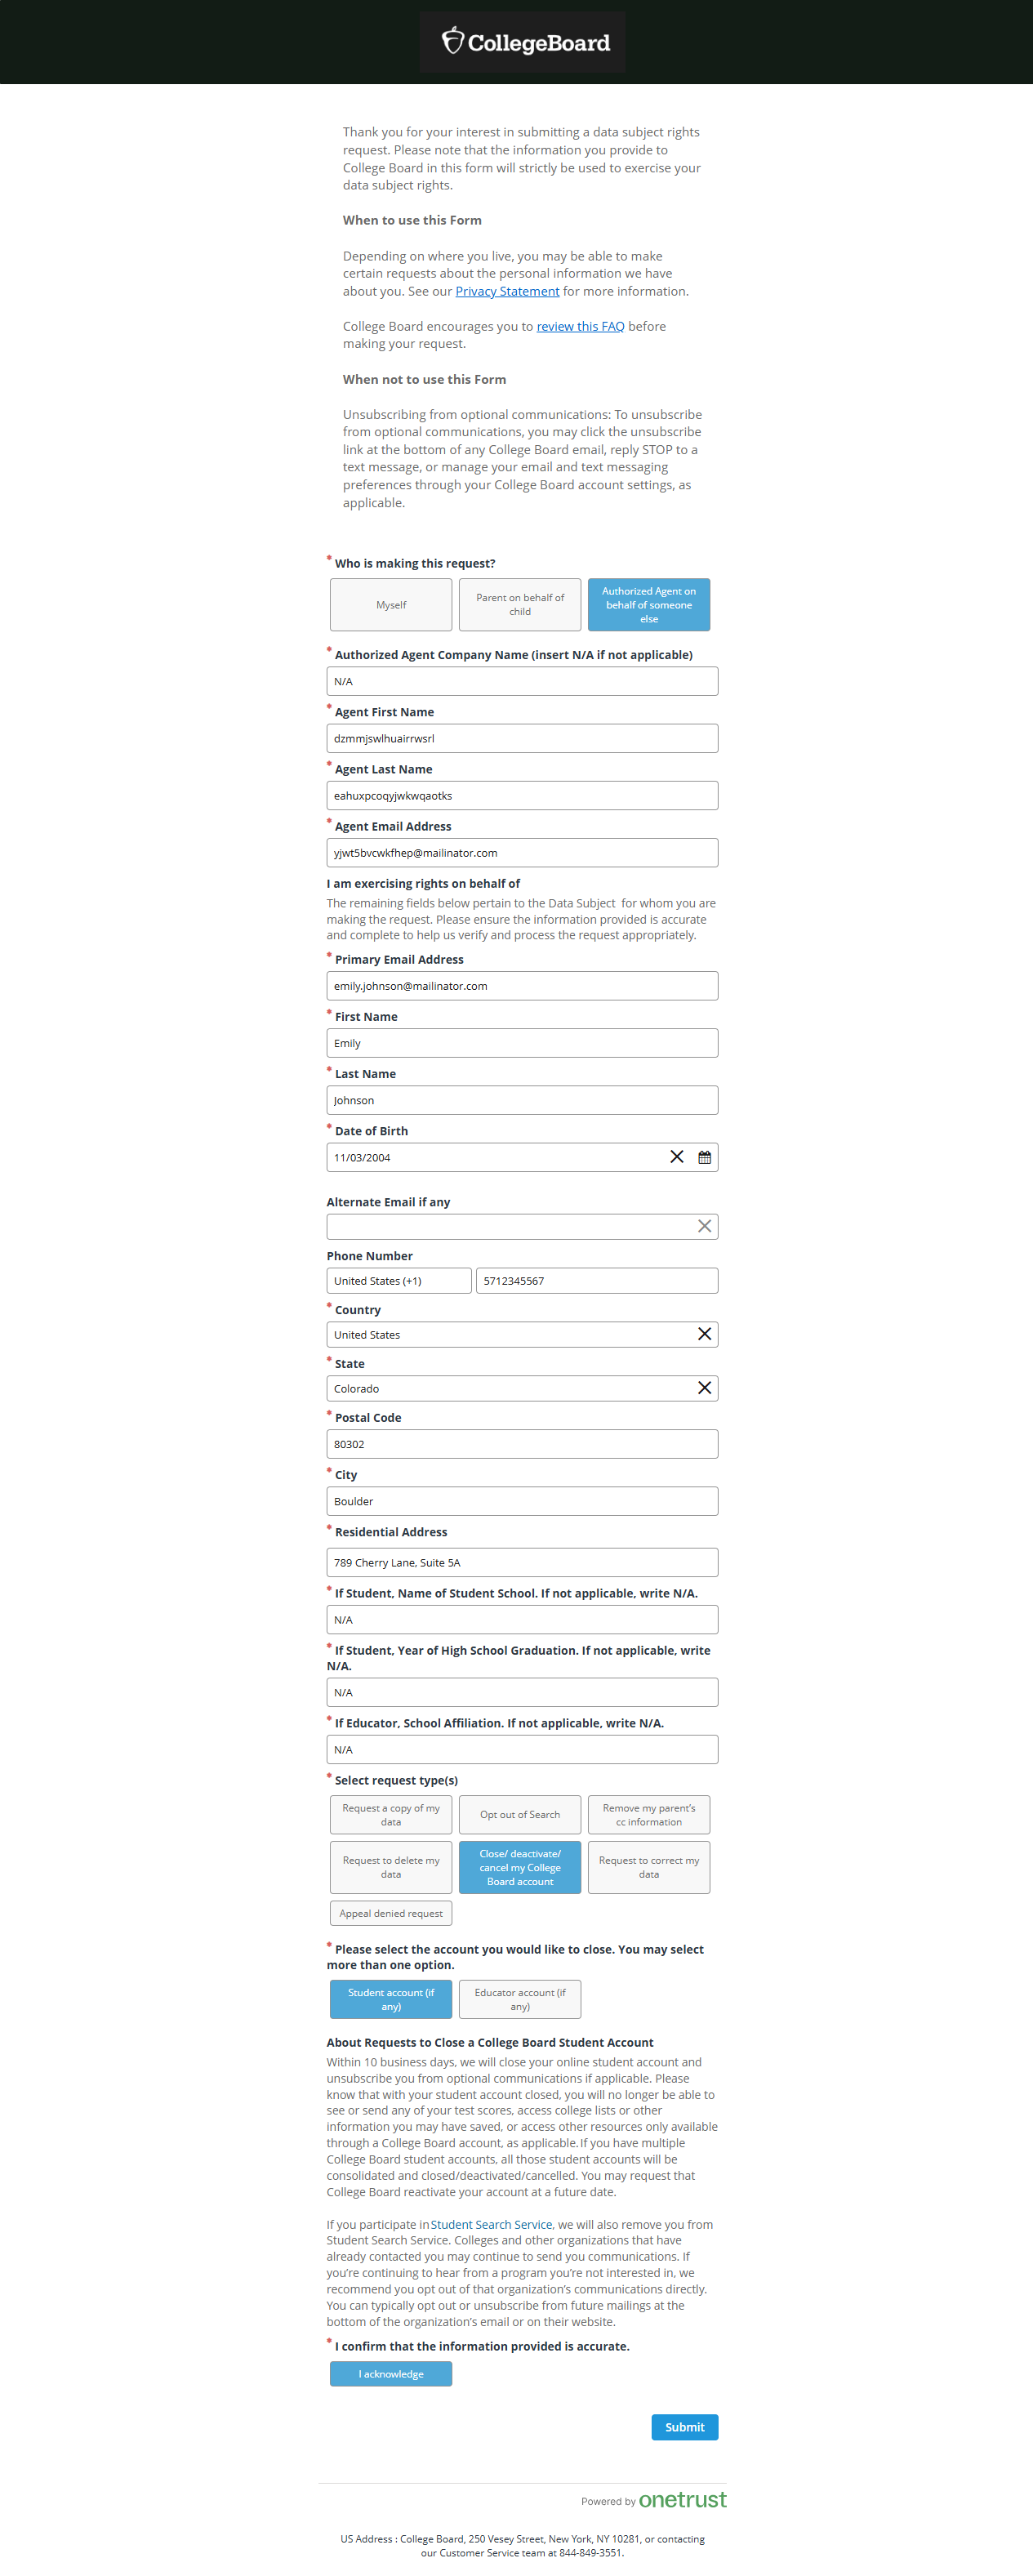 CollegeBoard
Thank you for your interest in submitting a data subject rights
request. Please note that the information you provide to
College Board in this form will strictly be used to exercise your
data subject rights.
When to use this Form
Depending on where you live, you may be able to make
certain requests about the personal information we have
about you. See our Privacy Statement for more information.
College Board encourages you to review this FAQ before
making your request.
When not to use this Form
Unsubscribing from optional communications: To unsubscribe
from optional communications, you may click the unsubscribe
link at the bottom of any College Board email, reply STOP to a
text message, or manage your email and text messaging
preferences through your College Board account settings, as
applicable.
* Who is making this request?
Myself
Parent on behalf of
child
Authorized Agent on
behalf of someone
else
* Authorized Agent Company Name (insert N/A if not applicable)
N/A
* Agent First Name
dzmmjswlhuairrwsrl
* Agent Last Name
eahuxpcoqyjwkwqaotks
* Agent Email Address
yjwt5bvcwkfhep@mailinator.com
I am exercising rights on behalf of
The remaining fields below pertain to the Data Subject for whom you are
making the request. Please ensure the information provided is accurate
and complete to help us verify and process the request appropriately.
* Primary Email Address
emily.johnson@mailinator.com
* First Name
Emily
* Last Name
Johnson
* Date of Birth
11/03/2004
Alternate Email if any
Phone Number
United States (+1) 5712345567
* Country
United States
* State
Colorado
* Postal Code
80302
* City
Boulder
* Residential Address
789 Cherry Lane, Suite 5A
* If Student, Name of Student School. If not applicable, write N/A.
N/A
* If Student, Year of High School Graduation. If not applicable, write
N/A.
N/A
* If Educator, School Affiliation. If not applicable, write N/A.
N/A
* Select request type(s)
Request a copy of my
data
Opt out of Search
Remove my parent's
cc information
Request to delete my
data
Close/ deactivate/
cancel my College
Board account
Request to correct my
data
Appeal denied request
* Please select the account you would like to close. You may select
more than one option.
Student account (if
any)
Educator account (if
any)
About Requests to Close a College Board Student Account
Within 10 business days, we will close your online student account and
unsubscribe you from optional communications if applicable. Please
know that with your student account closed, you will no longer be able to
see or send any of your test scores, access college lists or other
information you may have saved, or access other resources only available
through a College Board account, as applicable. If you have multiple
College Board student accounts, all those student accounts will be
consolidated and closed/deactivated/cancelled. You may request that
College Board reactivate your account at a future date.
If you participate in Student Search Service, we will also remove you from
Student Search Service. Colleges and other organizations that have
already contacted you may continue to send you communications. If
you're continuing to hear from a program you're not interested in, we
recommend you opt out of that organization's communications directly.
You can typically opt out or unsubscribe from future mailings at the
bottom of the organization's email or on their website.
* I confirm that the information provided is accurate.
I acknowledge
Submit
Powered by onetrust
US Address : College Board, 250 Vesey Street, New York, NY 10281, or contacting
our Customer Service team at 844-849-3551.